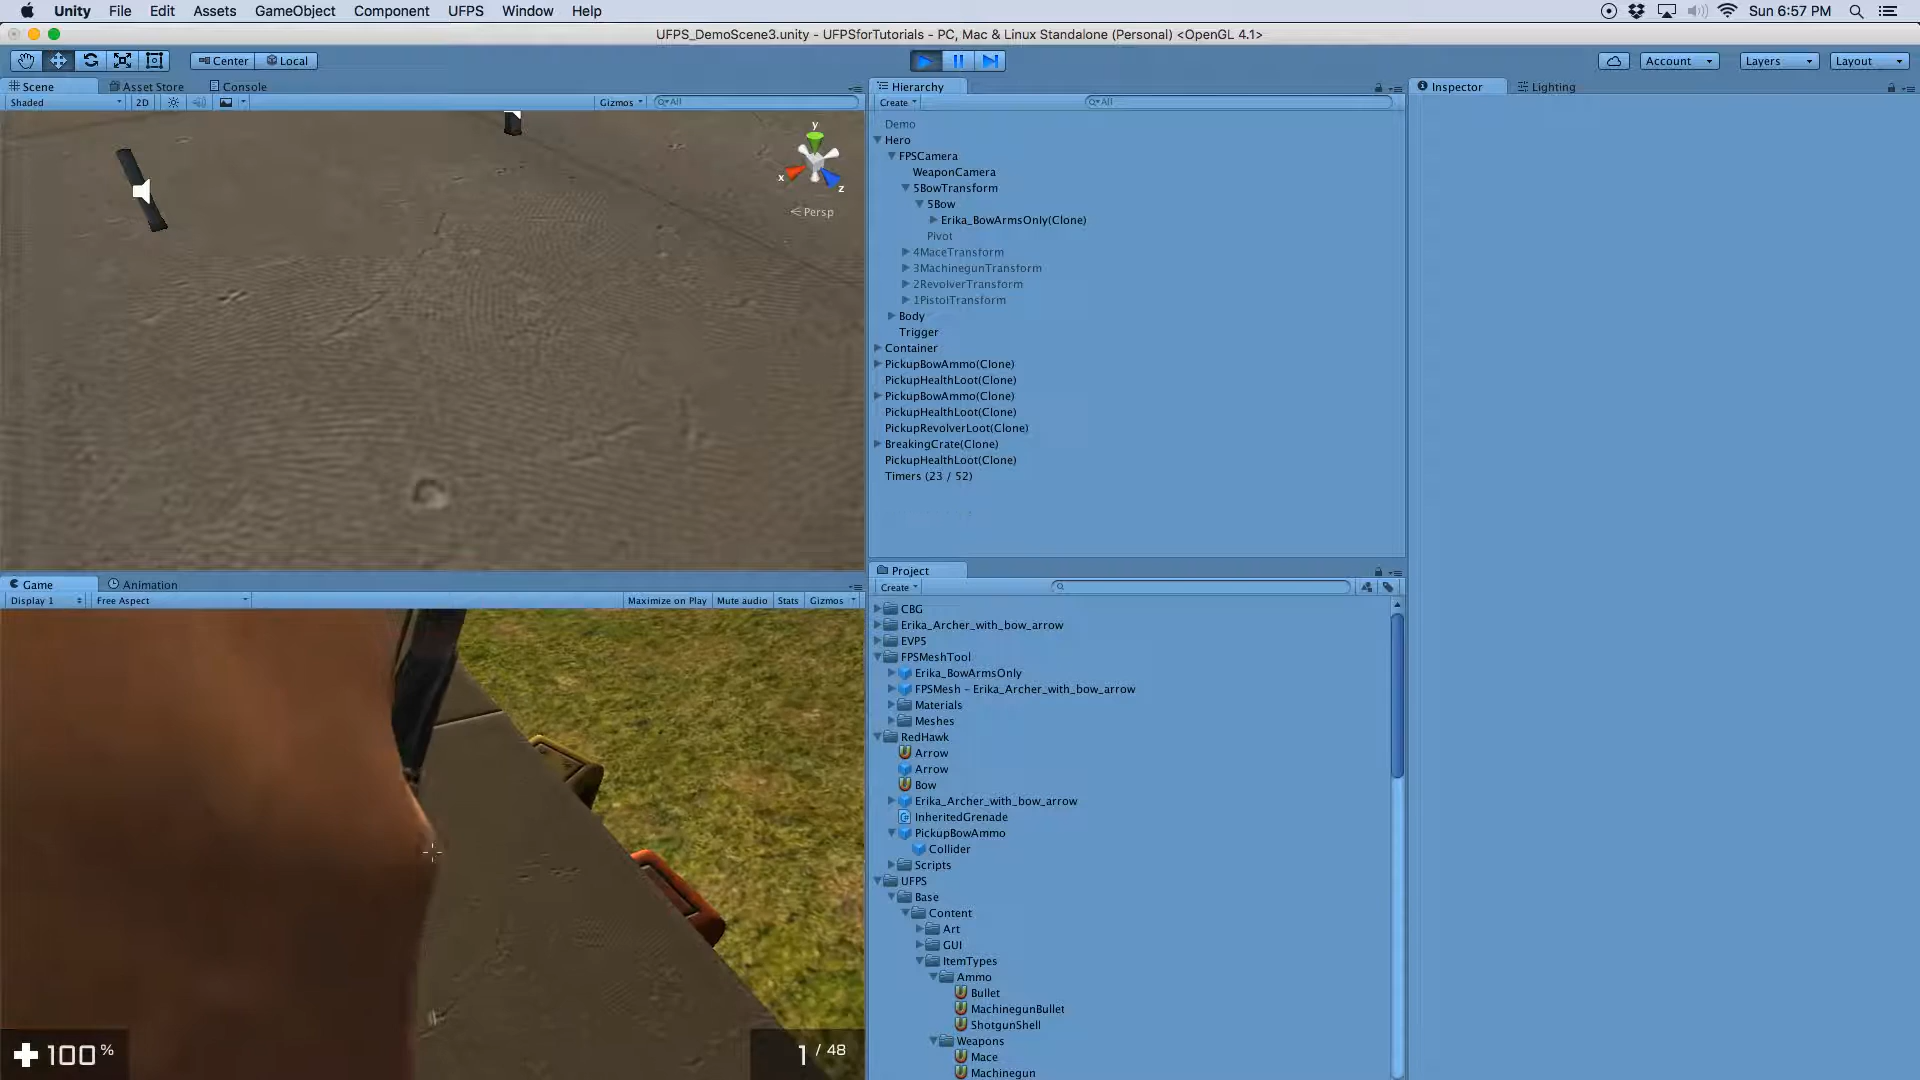 Unity File Edit Assets GameObject Component UFPS Window Help Sun 6:57 PM
UFPS_DemoScene3.unity - UFPSforTutorials - PC, Mac & Linux Standalone (Personal) <OpenGL 4.1>
Center Local Account Layers Layout
Scene Asset Store Console
Shaded 2D Gizmos All
y
x
z
Persp
Hierarchy
Create All
Demo
Hero
FPSCamera
WeaponCamera
5BowTransform
5Bow
Erika_BowArmsOnly(Clone)
Pivot
4MaceTransform
3MachinegunTransform
2RevolverTransform
1PistolTransform
Body
Trigger
Container
PickupBowAmmo(Clone)
PickupHealthLoot(Clone)
PickupBowAmmo(Clone)
PickupHealthLoot(Clone)
PickupRevolverLoot(Clone)
BreakingCrate(Clone)
PickupHealthLoot(Clone)
Timers (23 / 52)
Inspector Lighting
Game Animation
Display 1 Free Aspect Maximize on Play Mute audio Stats Gizmos
100 %
1 / 48
Project
Create
CBG
Erika_Archer_with_bow_arrow
EVP5
FPSMeshTool
Erika_BowArmsOnly
FPSMesh - Erika_Archer_with_bow_arrow
Materials
Meshes
RedHawk
Arrow
Arrow
Bow
Erika_Archer_with_bow_arrow
InheritedGrenade
PickupBowAmmo
Collider
Scripts
UFPS
Base
Content
Art
GUI
ItemTypes
Ammo
Bullet
MachinegunBullet
ShotgunShell
Weapons
Mace
Machinegun